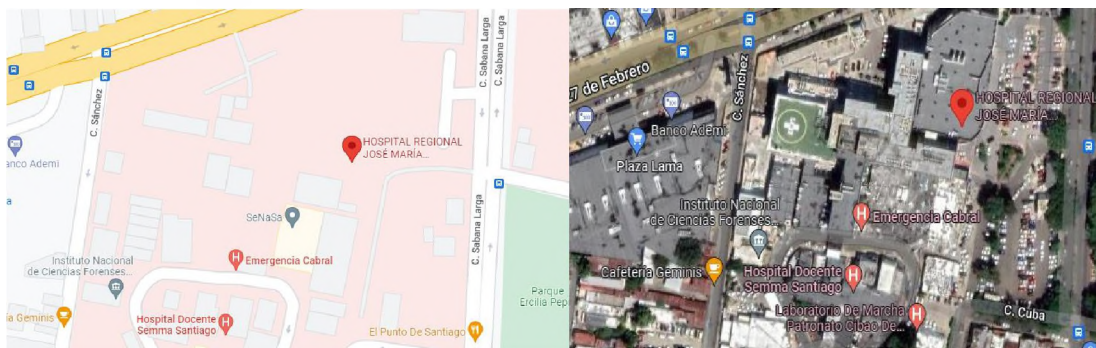 C. Sabana Larga
C. Sabana Larga
C. Sánchez
HOSPITAL REGIONAL
JOSÉ MARÍA...
Banco Ademi
a
SeNaSa
C. Sabana Larga
Instituto Nacional
de Ciencias Forenses...
Emergencia Cabral
Parque
Ercilia Pep
a Geminis
Hospital Docente
Semma Santiago
El Punto De Santiago
27 de Febrero
C. Sánchez
HOSPITAL REGIONAL
JOSÉ MARÍA...
Banco Ademi
Plaza Lama
Instituto Nacional
de Ciencias Forenses...
Emergencia Cabral
Cafetería Geminis
Hospital Docente
Semma Santiago
Laboratorio De Marcha
Patronato Cibao De...
C. Cuba